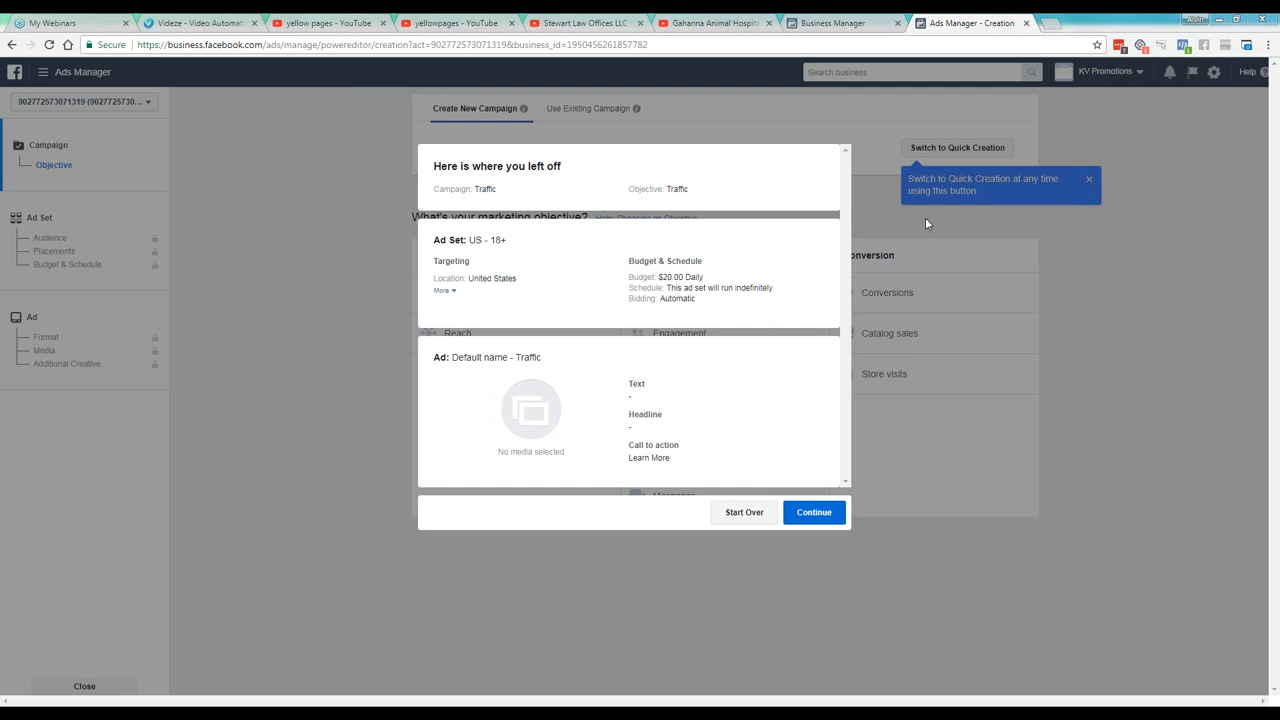 My Webinars
Videze - Video Automati
yellow pages - YouTube
yellowpages - YouTube
Stewart Law Offices LLC
Gahanna Animal Hospita
Business Manager
Ads Manager - Creation
Alvin
Secure
https://business.facebook.com/ads/manage/powereditor/creation?act=902772573071319&business_id=1950456261857782
Ads Manager
Search business
KV Promotions
Help
902772573071319 (9027725730...
Create New Campaign
Use Existing Campaign
Campaign
Objective
Switch to Quick Creation
Switch to Quick Creation at any time
using this button.
Here is where you left off
Campaign: Traffic
Objective: Traffic
What's your marketing objective? Help: Choosing an Objective
Ad Set
Audience
Placements
Budget & Schedule
Ad Set: US - 18+
Targeting
Location: United States
More
Budget & Schedule
Budget: $20.00 Daily
Schedule: This ad set will run indefinitely
Bidding: Automatic
onversion
Conversions
Catalog sales
Store visits
Reach
Engagement
Ad
Format
Media
Additional Creative
Ad: Default name - Traffic
No media selected
Text
-
Headline
-
Call to action
Learn More
Messages
Start Over
Continue
Close